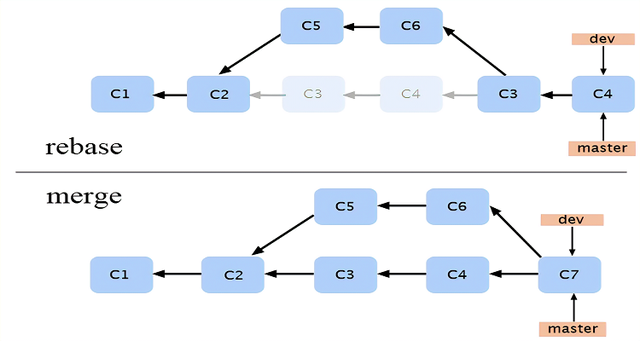 C5 C6
dev
C1 C2 C3 C4 C3 C4
rebase
master
merge
C5 C6
dev
C1 C2 C3 C4 C7
master